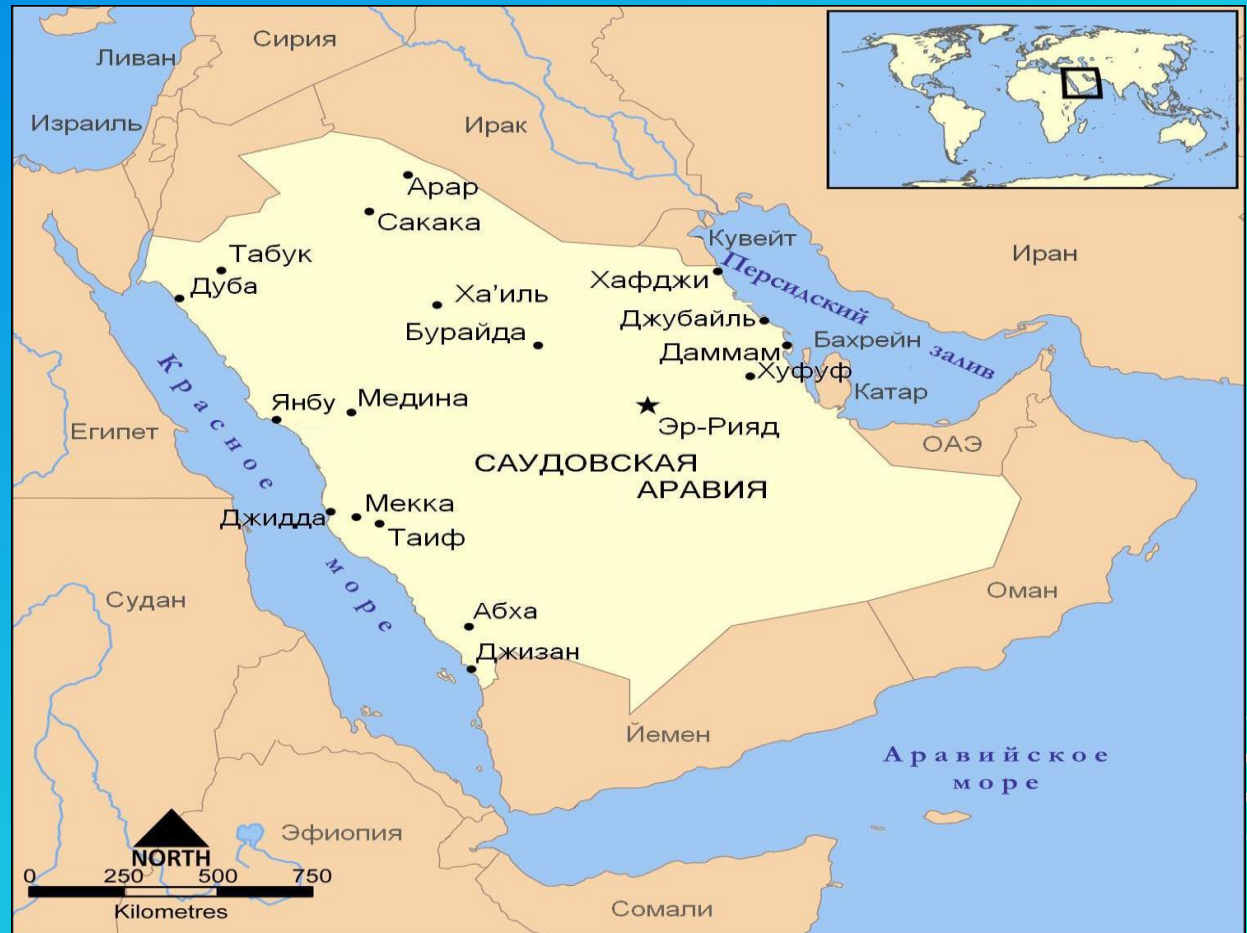 Сирия
Ливан
Израиль
Ирак
Арар
Сакака
Кувейт
Иран
Табук
Дуба
Хафджи
Персидский
залив
Ха’иль
Джубайль
Бурайда
Даммам
Бахрейн
Хуфуф
Катар
Янбу
Медина
Эр-Рияд
Египет
ОАЭ
Красное
море
САУДОВСКАЯ
АРАВИЯ
Мекка
Джидда
Таиф
Судан
Оман
Абха
Джизан
Йемен
Аравийское
море
Эфиопия
NORTH
0 250 500 750
Kilometres
Сомали